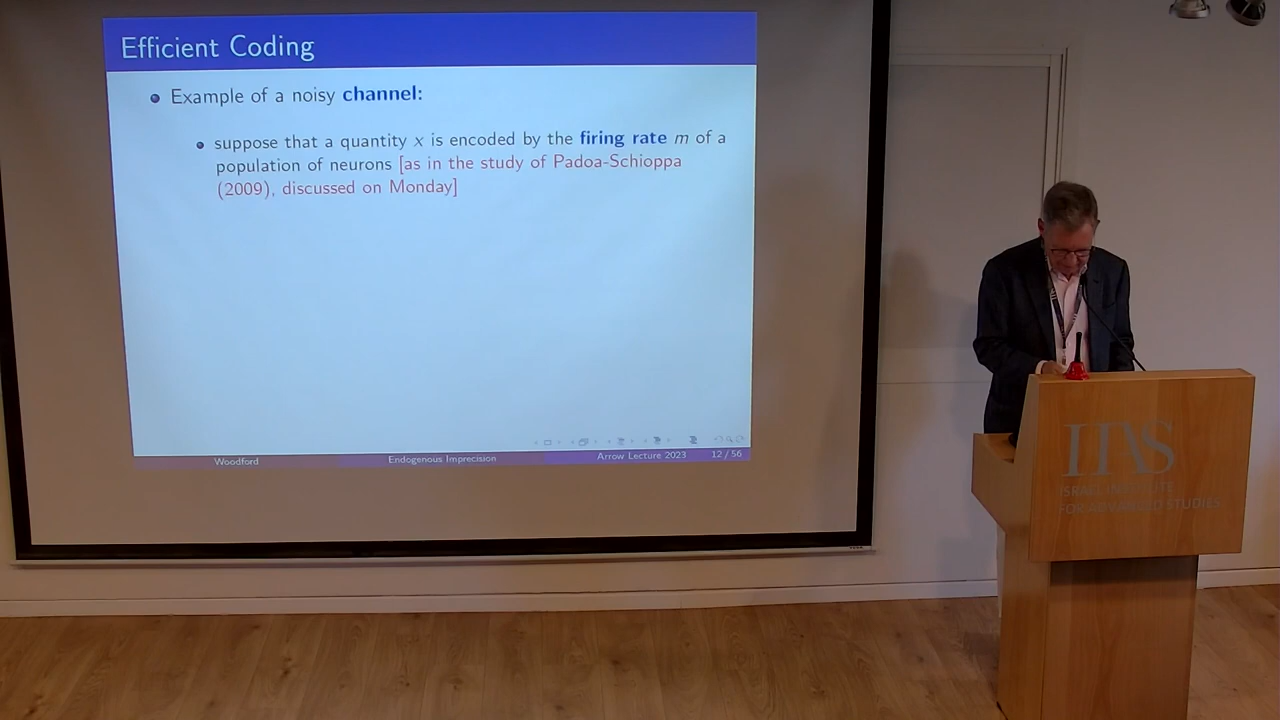 Efficient Coding
Example of a noisy channel:
suppose that a quantity x is encoded by the firing rate m of a
population of neurons [as in the study of Padoa-Schioppa
(2009), discussed on Monday]
Woodford Endogenous Imprecision Arrow Lecture 2023 12 / 56
IIAS
ISRAEL INSTITUTE
FOR ADVANCED STUDIES